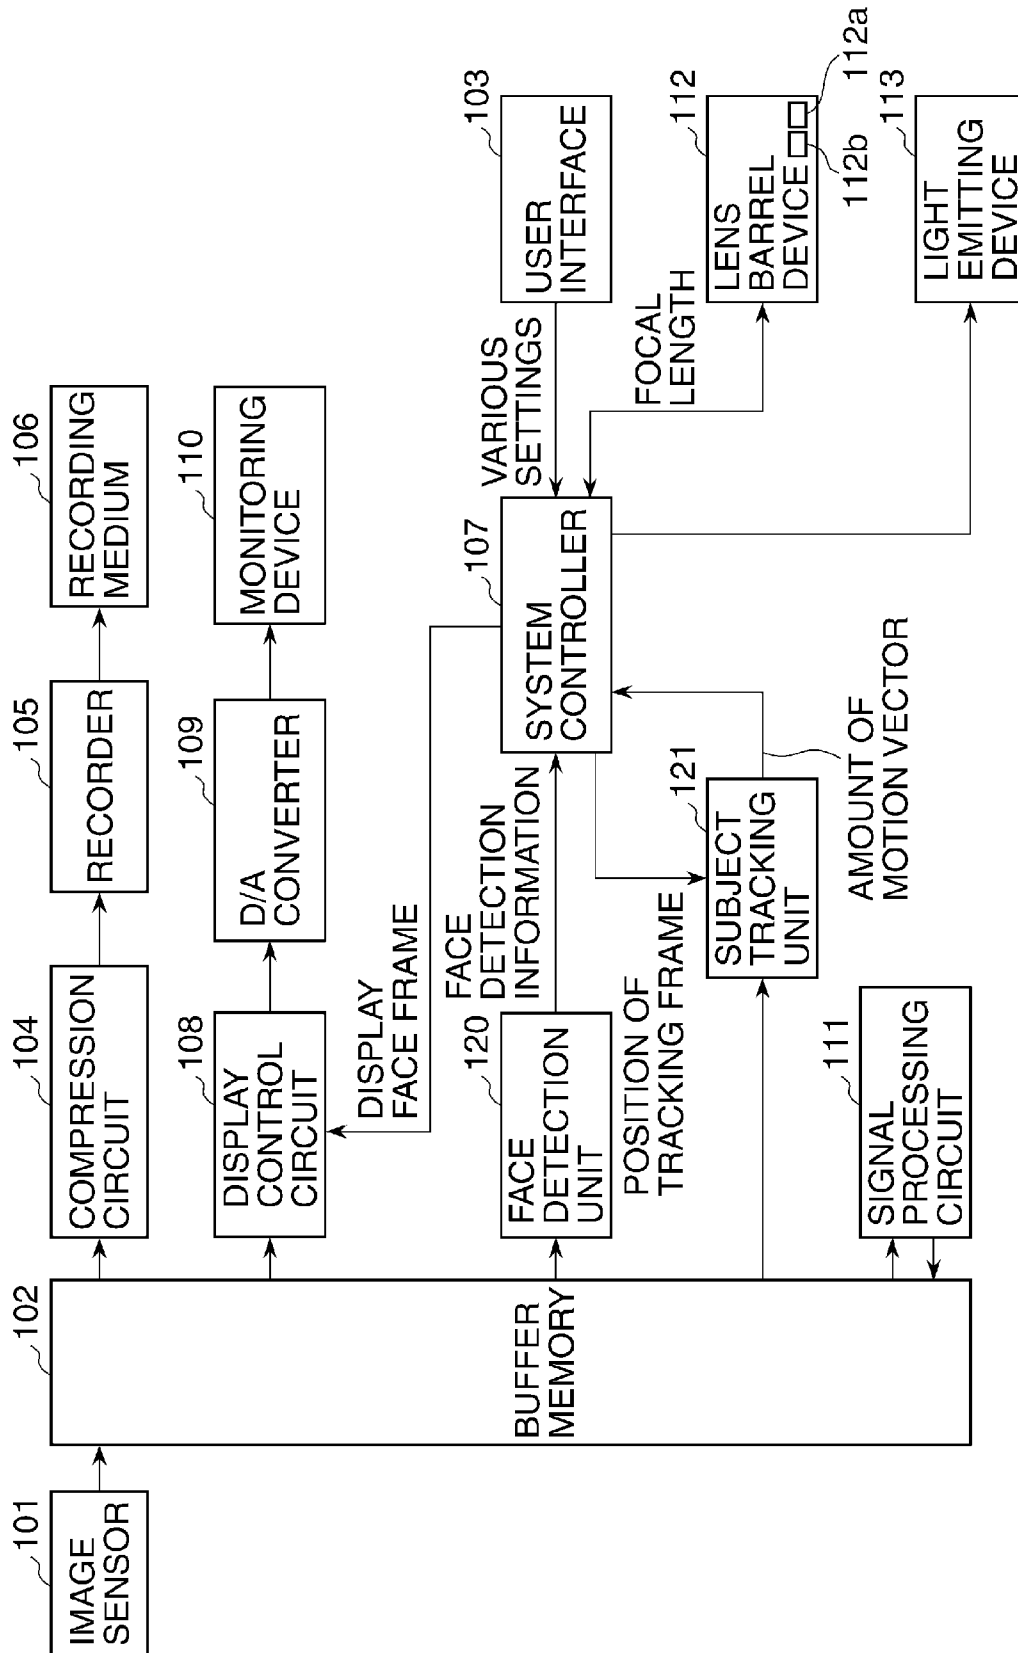 101
IMAGE
SENSOR
102
BUFFER
MEMORY
104
COMPRESSION
CIRCUIT
105
RECORDER
106
RECORDING
MEDIUM
108
DISPLAY
CONTROL
CIRCUIT
109
D/A
CONVERTER
110
MONITORING
DEVICE
DISPLAY
FACE FRAME
120
FACE
DETECTION
UNIT
FACE
DETECTION
INFORMATION
107
SYSTEM
CONTROLLER
VARIOUS
SETTINGS
103
USER
INTERFACE
POSITION OF
TRACKING FRAME
121
SUBJECT
TRACKING
UNIT
AMOUNT OF
MOTION VECTOR
FOCAL
LENGTH
112
LENS
BARREL
DEVICE
112b
112a
111
SIGNAL
PROCESSING
CIRCUIT
113
LIGHT
EMITTING
DEVICE